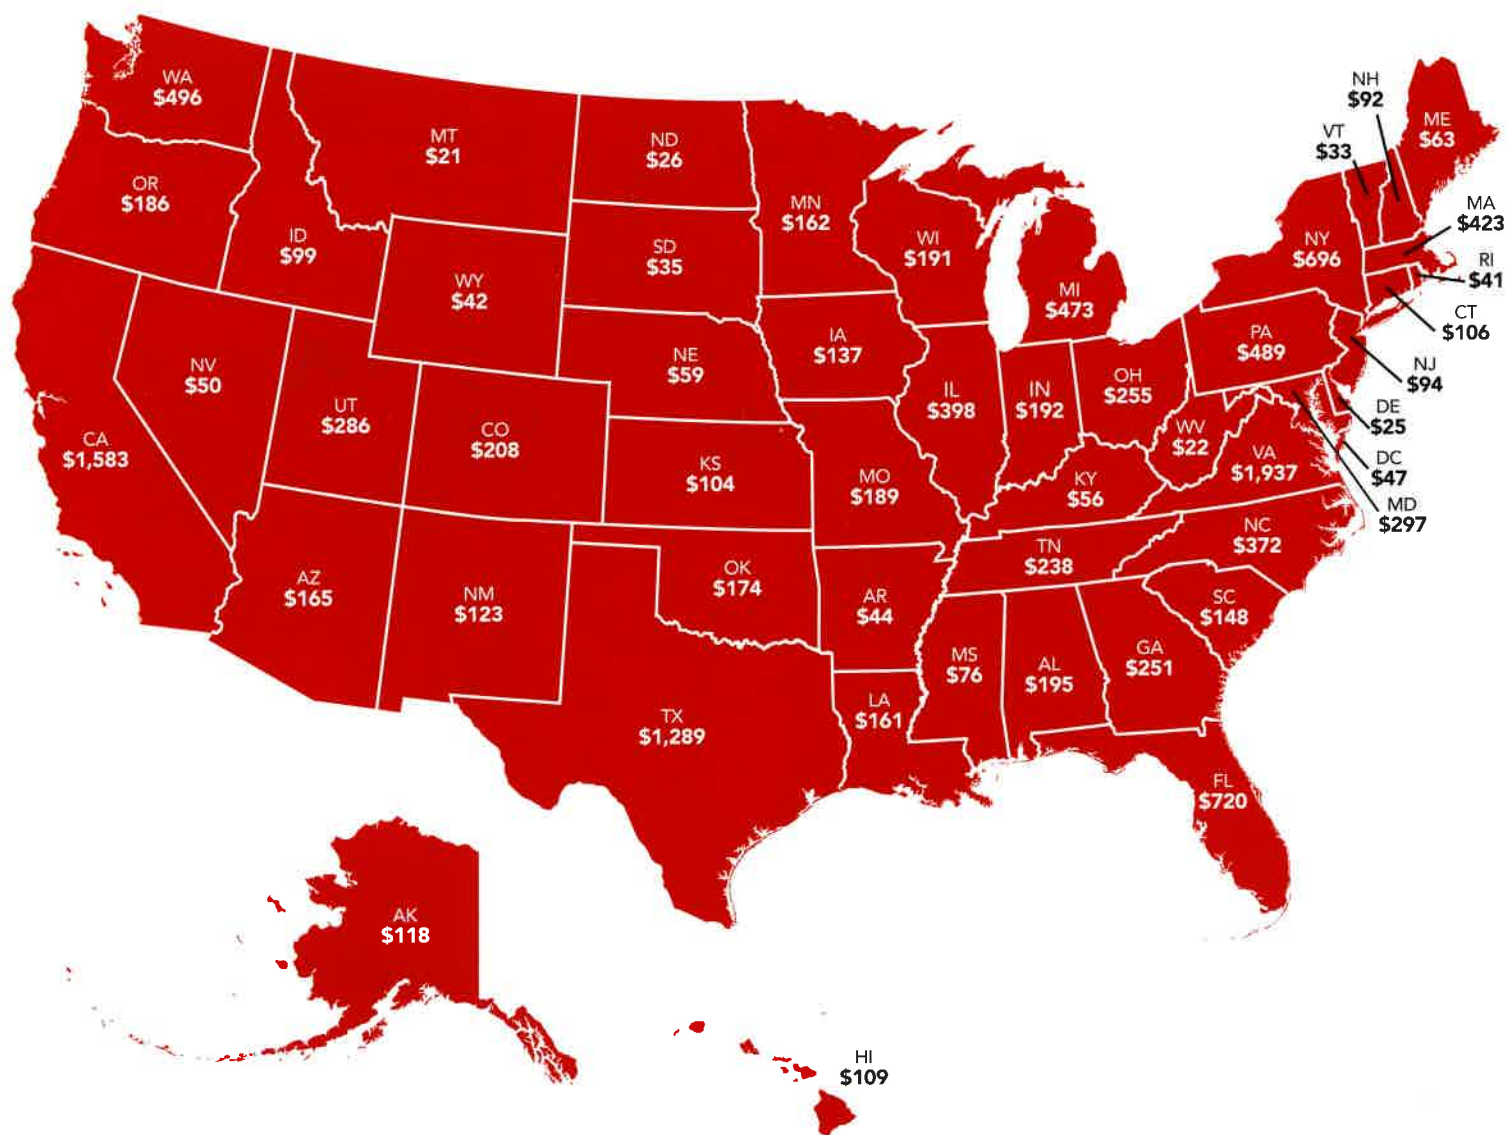 WA
$496
MT
$21
ND
$26
OR
$186
ID
$99
WY
$42
SD
$35
MN
$162
WI
$191
MI
$473
NY
$696
VT
$33
NH
$92
ME
$63
MA
$423
RI
$41
CT
$106
NJ
$94
DE
$25
DC
$47
MD
$297
PA
$489
OH
$255
IN
$192
IL
$398
IA
$137
NE
$59
NV
$50
UT
$286
CO
$208
CA
$1,583
KS
$104
MO
$189
KY
$56
WV
$22
VA
$1,937
NC
$372
TN
$238
SC
$148
AZ
$165
NM
$123
OK
$174
AR
$44
MS
$76
AL
$195
GA
$251
LA
$161
TX
$1,289
FL
$720
AK
$118
HI
$109